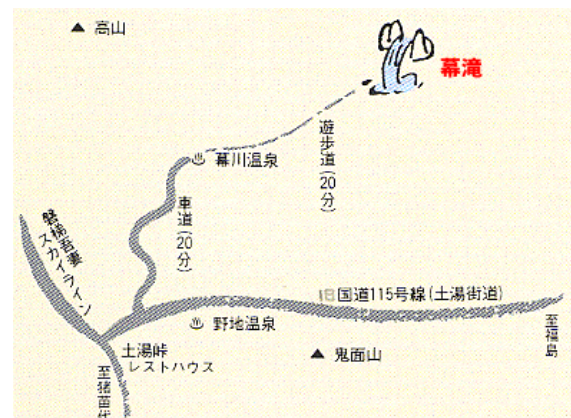 高山
幕滝
遊歩道(20分)
幕川温泉
車道(20分)
磐梯吾妻
スカイライン
旧国道115号線(土湯街道)
野地温泉
至福島
土湯峠
レストハウス
鬼面山
至猪苗代